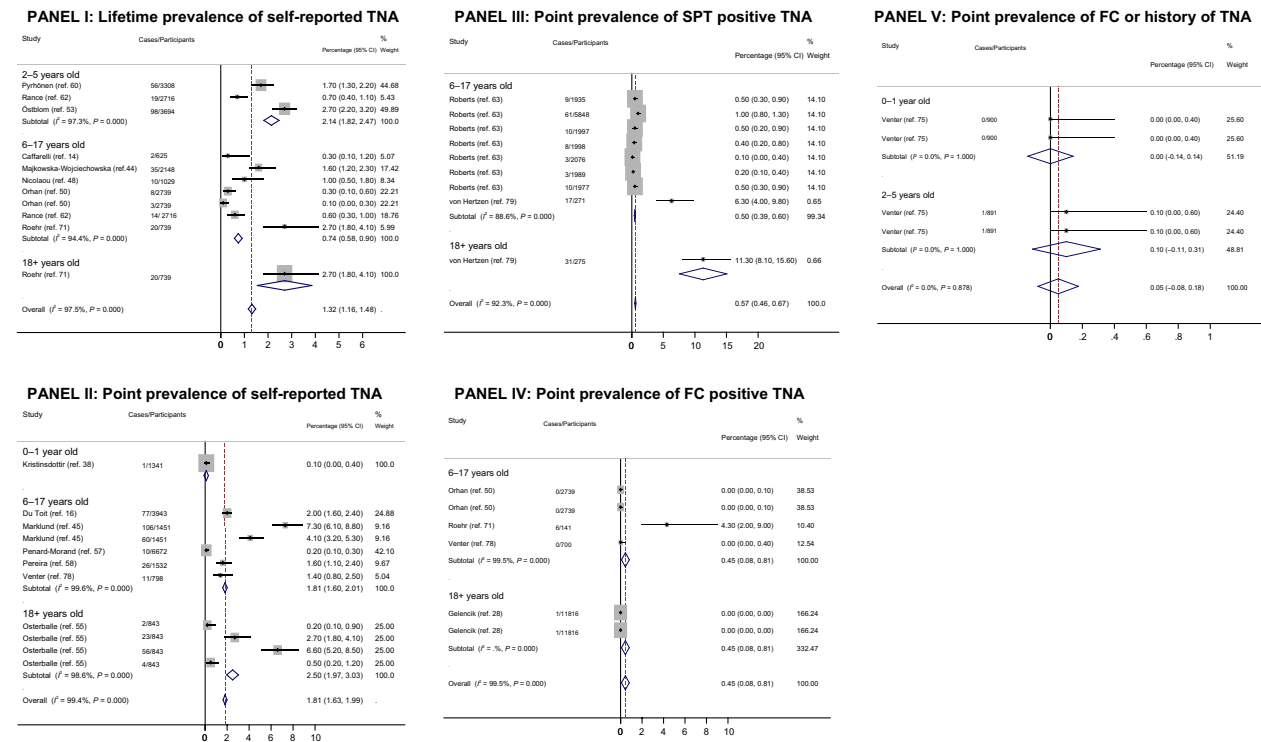 PANEL I: Lifetime prevalence of self-reported TNA
Study Cases/Participants %
Percentage (95% CI) Weight
2–5 years old
Pyrhönen (ref. 60) 56/3308 1.70 (1.30, 2.20) 44.68
Rance (ref. 62) 19/2716 0.70 (0.40, 1.10) 5.43
Östblom (ref. 53) 98/3694 2.70 (2.20, 3.20) 49.89
Subtotal (I² = 97.3%, P = 0.000) 2.14 (1.82, 2.47) 100.0
.
6–17 years old
Caffarelli (ref. 14) 2/625 0.30 (0.10, 1.20) 5.07
Majkowska-Wojciechowska (ref.44) 35/2148 1.60 (1.20, 2.30) 17.42
Nicolaou (ref. 48) 10/1029 1.00 (0.50, 1.80) 8.34
Orhan (ref. 50) 8/2739 0.30 (0.10, 0.60) 22.21
Orhan (ref. 50) 3/2739 0.10 (0.00, 0.30) 22.21
Rance (ref. 62) 14/ 2716 0.60 (0.30, 1.00) 18.76
Roehr (ref. 71) 20/739 2.70 (1.80, 4.10) 5.99
Subtotal (I² = 94.4%, P = 0.000) 0.74 (0.58, 0.90) 100.0
.
18+ years old
Roehr (ref. 71) 20/739 2.70 (1.80, 4.10) 100.0
.
Overall (I² = 97.5%, P = 0.000) 1.32 (1.16, 1.48) .
0 1 2 3 4 5 6
PANEL III: Point prevalence of SPT positive TNA
Study Cases/Participants %
Percentage (95% CI) Weight
6–17 years old
Roberts (ref. 63) 9/1935 0.50 (0.30, 0.90) 14.10
Roberts (ref. 63) 61/5848 1.00 (0.80, 1.30) 14.10
Roberts (ref. 63) 10/1997 0.50 (0.20, 0.90) 14.10
Roberts (ref. 63) 8/1998 0.40 (0.20, 0.80) 14.10
Roberts (ref. 63) 3/2076 0.10 (0.00, 0.40) 14.10
Roberts (ref. 63) 3/1989 0.20 (0.10, 0.40) 14.10
Roberts (ref. 63) 10/1977 0.50 (0.30, 0.90) 14.10
von Hertzen (ref. 79) 17/271 6.30 (4.00, 9.80) 0.65
Subtotal (I² = 88.6%, P = 0.000) 0.50 (0.39, 0.60) 99.34
.
18+ years old
von Hertzen (ref. 79) 31/275 11.30 (8.10, 15.60) 0.66
.
Overall (I² = 92.3%, P = 0.000) 0.57 (0.46, 0.67) 100.0
0 5 10 15 20
PANEL V: Point prevalence of FC or history of TNA
Study Cases/Participants %
Percentage (95% CI) Weight
0–1 year old
Venter (ref. 75) 0/900 0.00 (0.00, 0.40) 25.60
Venter (ref. 75) 0/900 0.00 (0.00, 0.40) 25.60
Subtotal (I² = 0.0%, P = 1.000) 0.00 (-0.14, 0.14) 51.19
.
2–5 years old
Venter (ref. 75) 1/891 0.10 (0.00, 0.60) 24.40
Venter (ref. 75) 1/891 0.10 (0.00, 0.60) 24.40
Subtotal (I² = 0.0%, P = 1.000) 0.10 (–0.11, 0.31) 48.81
.
Overall (I² = 0.0%, P = 0.878) 0.05 (–0.08, 0.18) 100.00
0 .2 .4 .6 .8 1
PANEL II: Point prevalence of self-reported TNA
Study Cases/Participants %
Percentage (95% CI) Weight
0–1 year old
Kristinsdottir (ref. 38) 1/1341 0.10 (0.00, 0.40) 100.0
.
6–17 years old
Du Toit (ref. 16) 77/3943 2.00 (1.60, 2.40) 24.88
Marklund (ref. 45) 106/1451 7.30 (6.10, 8.80) 9.16
Marklund (ref. 45) 60/1451 4.10 (3.20, 5.30) 9.16
Penard-Morand (ref. 57) 10/6672 0.20 (0.10, 0.30) 42.10
Pereira (ref. 58) 26/1532 1.60 (1.10, 2.40) 9.67
Venter (ref. 78) 11/798 1.40 (0.80, 2.50) 5.04
Subtotal (I² = 99.6%, P = 0.000) 1.81 (1.60, 2.01) 100.0
.
18+ years old
Osterballe (ref. 55) 2/843 0.20 (0.10, 0.90) 25.00
Osterballe (ref. 55) 23/843 2.70 (1.80, 4.10) 25.00
Osterballe (ref. 55) 56/843 6.60 (5.20, 8.50) 25.00
Osterballe (ref. 55) 4/843 0.50 (0.20, 1.20) 25.00
Subtotal (I² = 98.6%, P = 0.000) 2.50 (1.97, 3.03) 100.0
.
Overall (I² = 99.4%, P = 0.000) 1.81 (1.63, 1.99) .
0 2 4 6 8 10
PANEL IV: Point prevalence of FC positive TNA
Study Cases/Participants %
Percentage (95% CI) Weight
6–17 years old
Orhan (ref. 50) 0/2739 0.00 (0.00, 0.10) 38.53
Orhan (ref. 50) 0/2739 0.00 (0.00, 0.10) 38.53
Roehr (ref. 71) 6/141 4.30 (2.00, 9.00) 10.40
Venter (ref. 78) 0/700 0.00 (0.00, 0.40) 12.54
Subtotal (I² = 99.5%, P = 0.000) 0.45 (0.08, 0.81) 100.00
.
18+ years old
Gelencik (ref. 28) 1/11816 0.00 (0.00, 0.00) 166.24
Gelencik (ref. 28) 1/11816 0.00 (0.00, 0.00) 166.24
Subtotal (I² = .%, P = 0.000) 0.45 (0.08, 0.81) 332.47
.
Overall (I² = 99.5%, P = 0.000) 0.45 (0.08, 0.81) 100.00
0 2 4 6 8 10